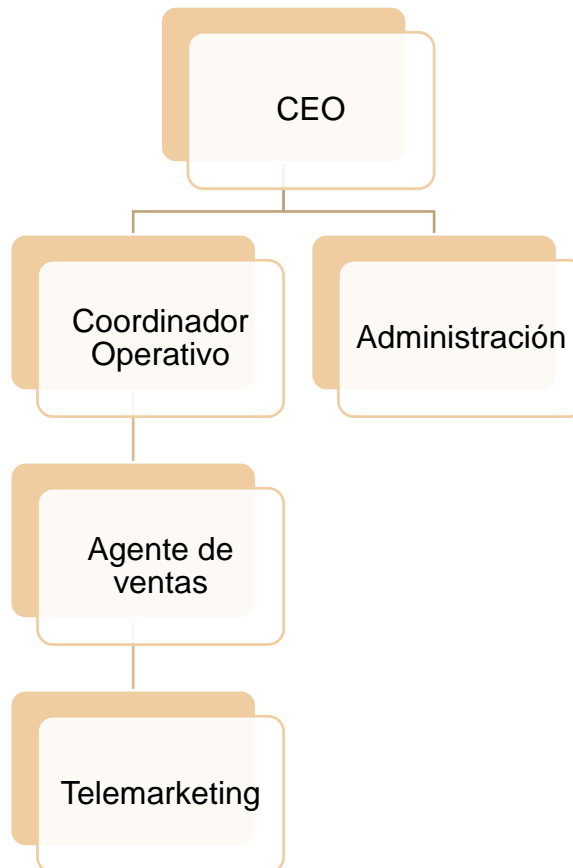 CEO
Coordinador
Operativo
Administración
Agente de
ventas
Telemarketing